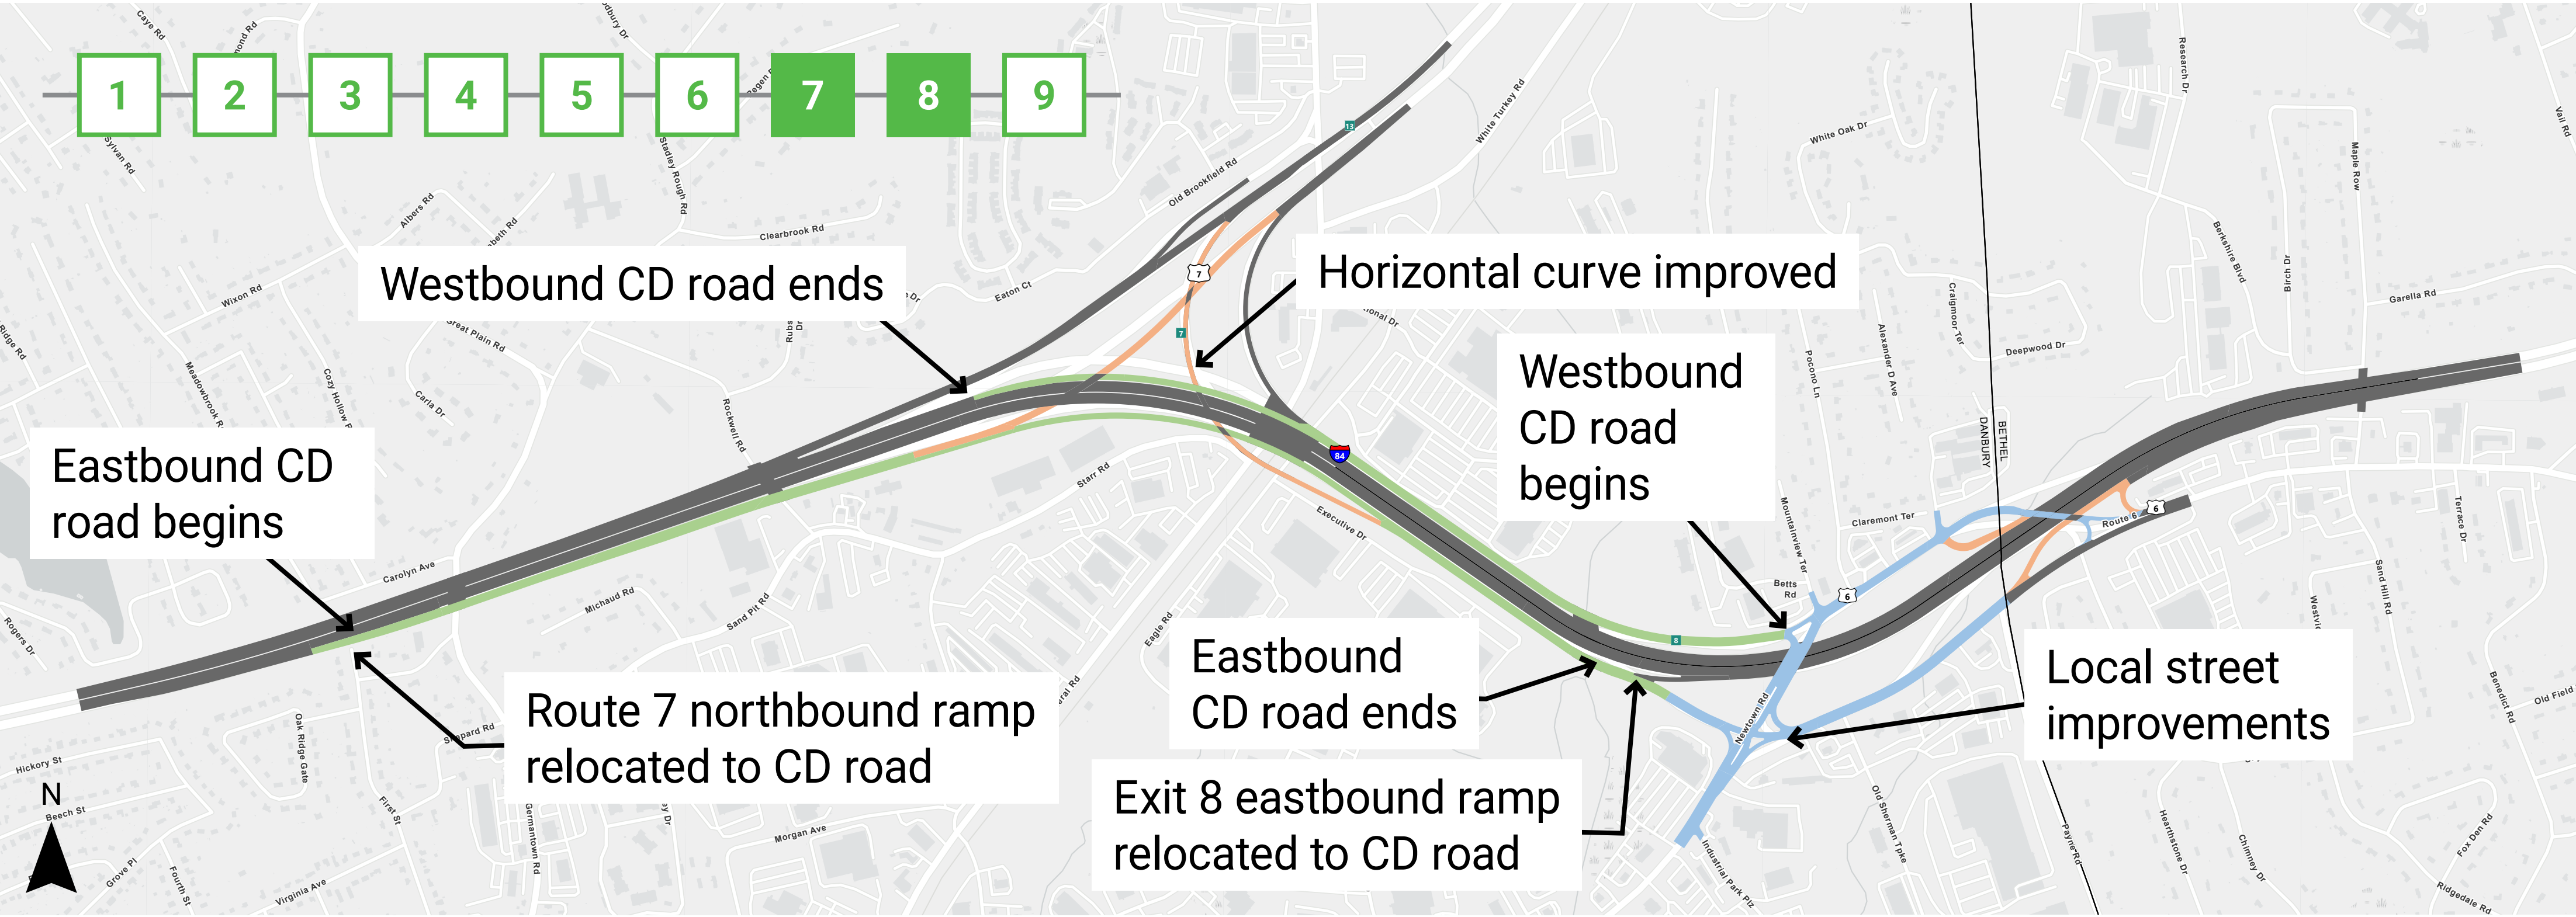 Caye Rd
Research Dr
Vail Rd
1 2 3 4 5 6 7 8 9
White Turkey Rd
13
White Oak Dr
Maple Row
Stadley Rough Rd
Old Brookfield Rd
Albers Rd
Clearbrook Rd
Berkshire Blvd
Birch Dr
Westbound CD road ends
Horizontal curve improved
7
Wixon Rd
Eaton Ct
Garella Rd
Craigmoor Ter
Great Plain Rd
7
Alexander D Ave
Deepwood Dr
Ridge Rd
Pocono Ln
Westbound
CD road
begins
Carla Dr
Rockwell Rd
DANBURY
BETHEL
Eastbound CD
road begins
84
Starr Rd
Executive Dr
Mountainview Ter
Claremont Ter
Route 6
6
Terrace Dr
Carolyn Ave
Betts
Rd
6
Michaud Rd
Sand Pit Rd
Eagle Rd
Sand Hill Rd
Rogers Dr
8
Eastbound
CD road ends
Local street
improvements
Route 7 northbound ramp
relocated to CD road
Newtown Rd
Benedict Rd
Old Field
Oak Ridge Gate
Hickory St
N
Exit 8 eastbound ramp
relocated to CD road
Beech St
First St
Germantown Rd
Morgan Ave
Old Sherman Tpke
Payne Rd
Hearthstone Dr
Chimney Dr
Fox Den Rd
Grove Pl
Fourth St
Virginia Ave
Industrial Park Plz
Ridgedale Rd